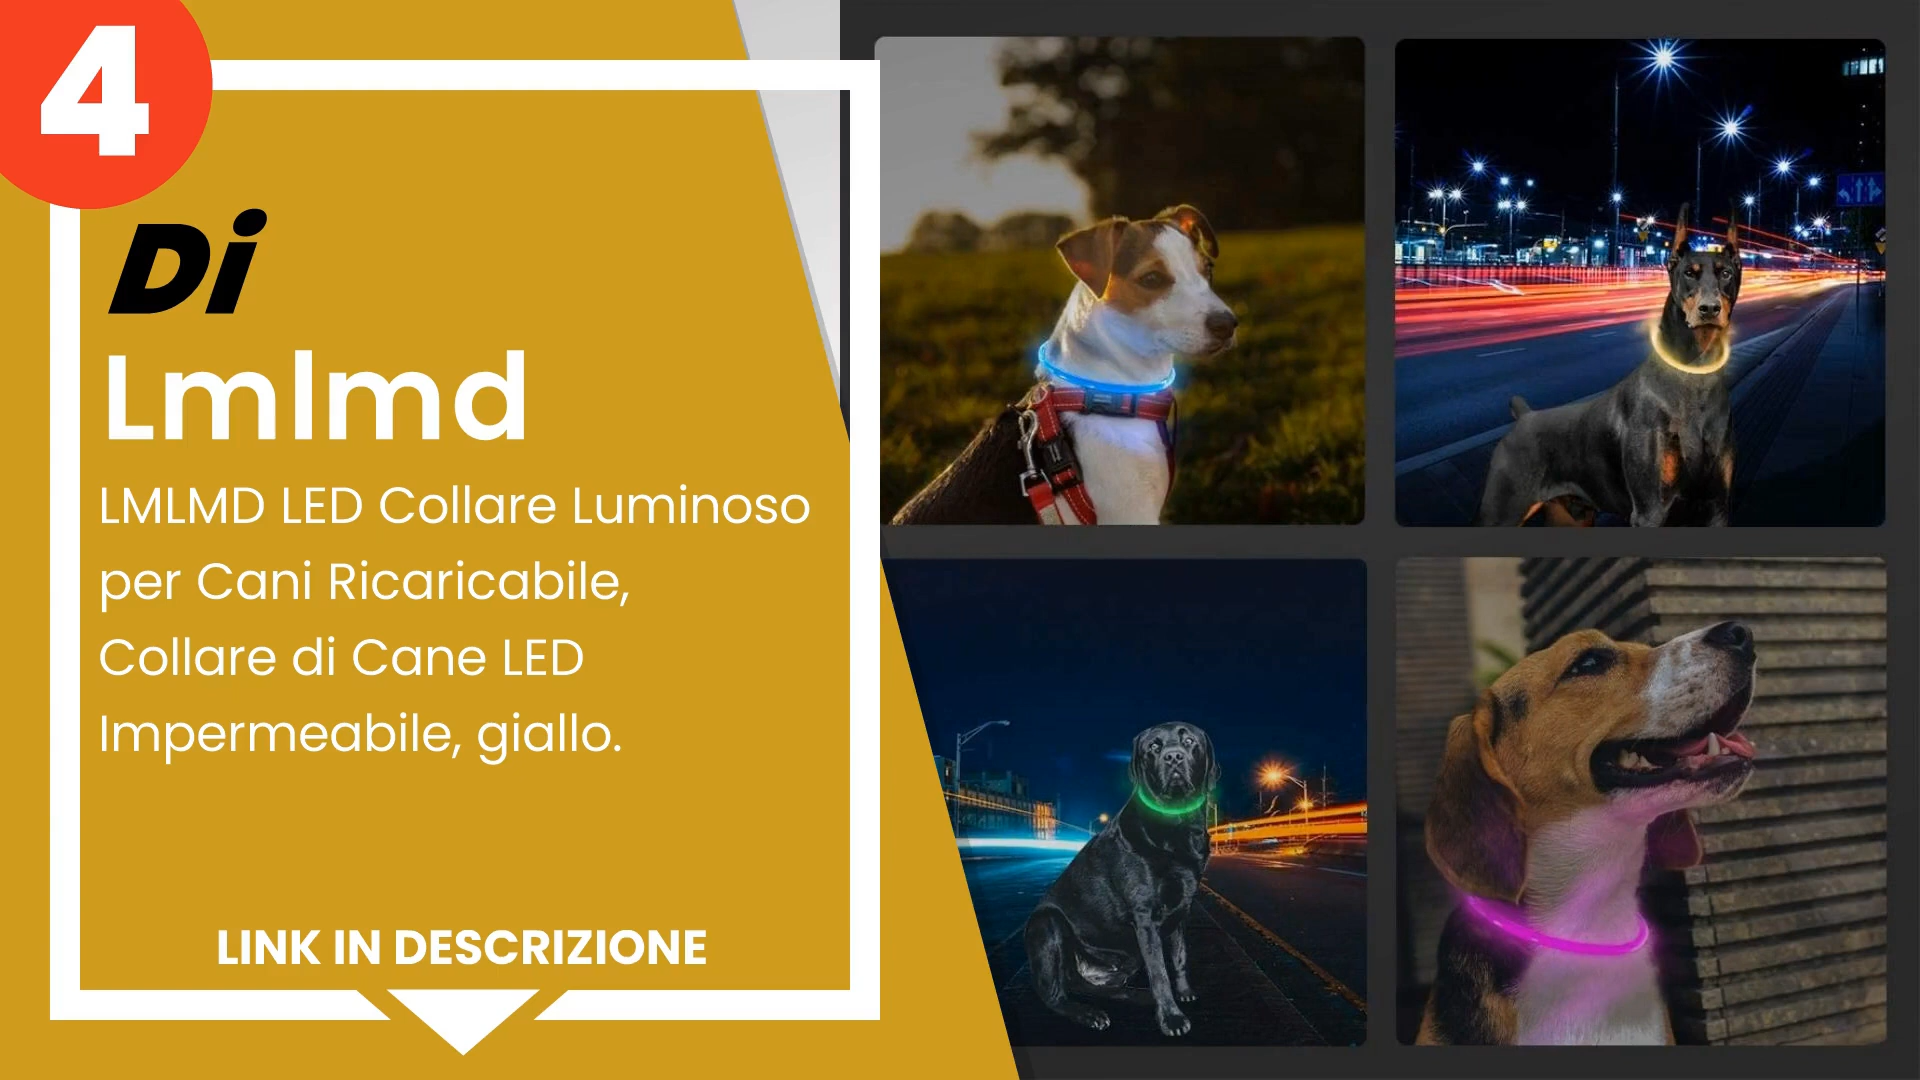 4
Di
Lmlmd
LMLMD LED Collare Luminoso
per Cani Ricaricabile,
Collare di Cane LED
Impermeabile, giallo.
LINK IN DESCRIZIONE